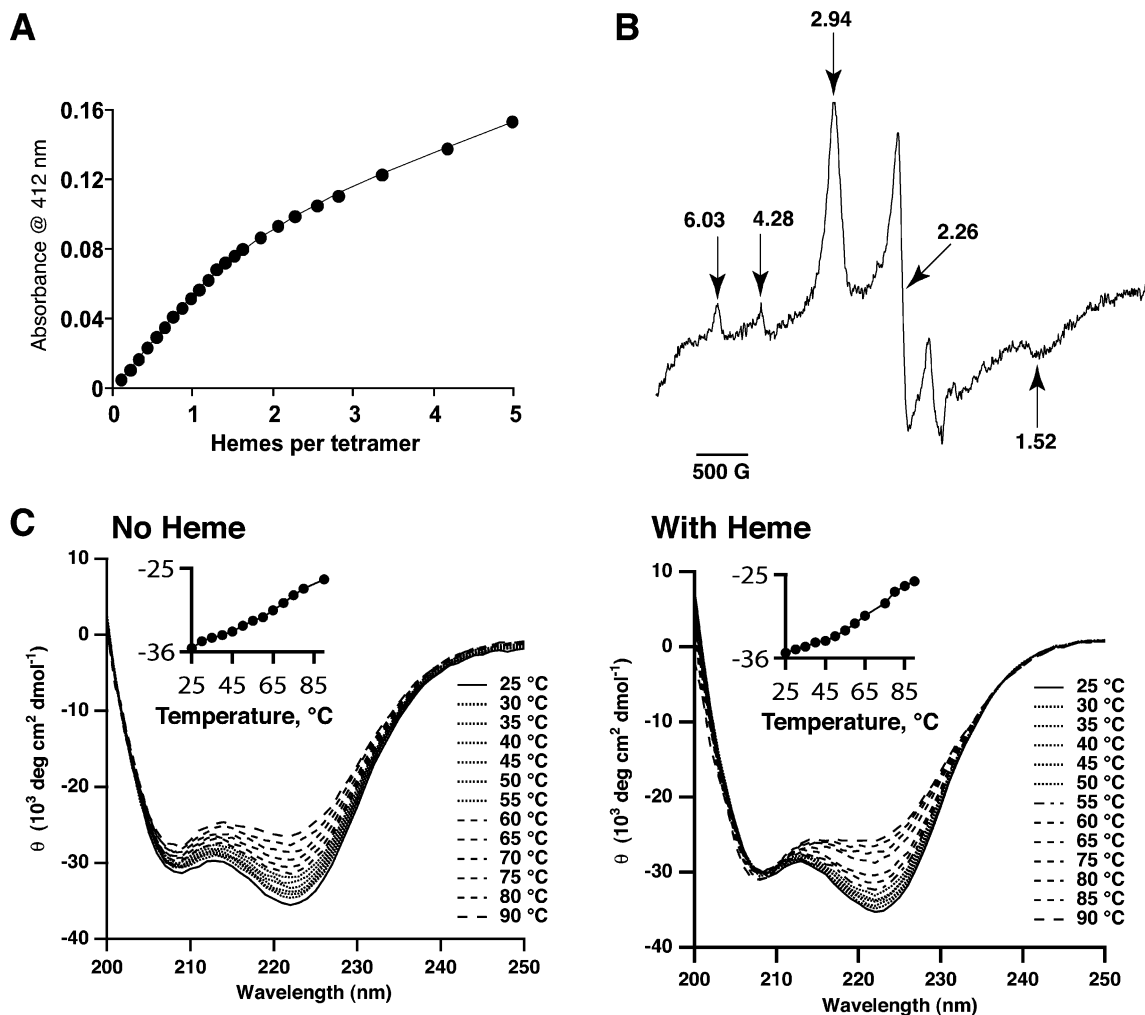 A
Absorbance @ 412 nm
0.16
0.12
0.08
0.04
0
0 1 2 3 4 5
Hemes per tetramer
B
2.94
6.03
4.28
2.26
1.52
500 G
C
No Heme
10
0
-10
-20
-30
-40
θ (10³ deg cm² dmol⁻¹)
-25
-36
25 45 65 85
Temperature, °C
25 °C
30 °C
35 °C
40 °C
45 °C
50 °C
55 °C
60 °C
65 °C
70 °C
75 °C
80 °C
90 °C
200 210 220 230 240 250
Wavelength (nm)
With Heme
10
0
-10
-20
-30
-40
θ (10³ deg cm² dmol⁻¹)
-25
-36
25 45 65 85
Temperature, °C
25 °C
30 °C
35 °C
40 °C
45 °C
50 °C
55 °C
60 °C
65 °C
75 °C
80 °C
85 °C
90 °C
200 210 220 230 240 250
Wavelength (nm)